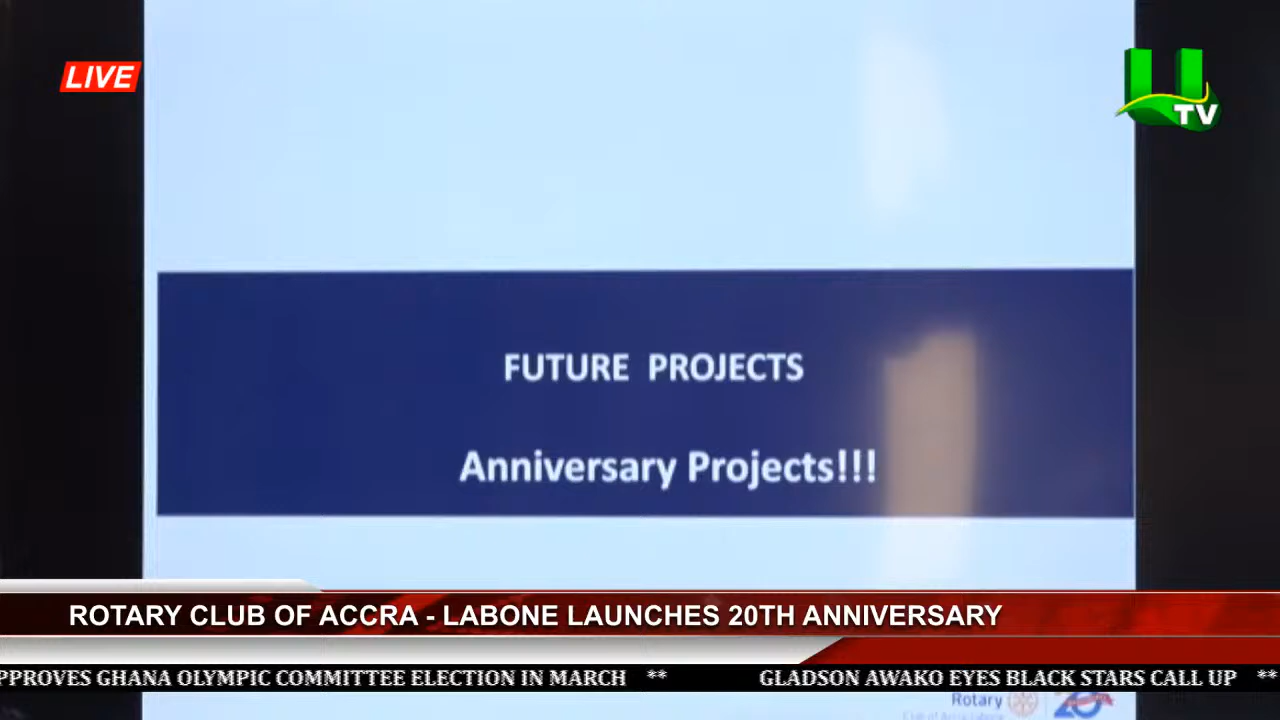 LIVE
U
TV
FUTURE PROJECTS
Anniversary Projects!!!
ROTARY CLUB OF ACCRA - LABONE LAUNCHES 20TH ANNIVERSARY
PPROVES GHANA OLYMPIC COMMITTEE ELECTION IN MARCH ** GLADSON AWAKO EYES BLACK STARS CALL UP **
Rotary
20